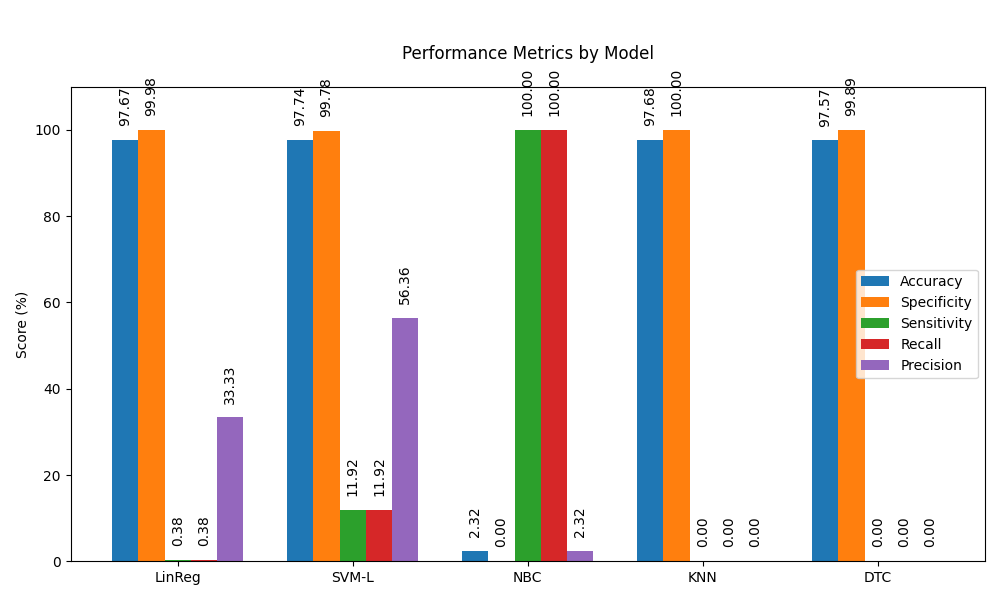 Performance Metrics by Model
Score (%)
100
80
60
40
20
0
97.67
99.98
0.38
0.38
33.33
97.74
99.78
11.92
11.92
56.36
2.32
0.00
100.00
100.00
2.32
97.68
100.00
0.00
0.00
0.00
97.57
99.89
0.00
0.00
0.00
Accuracy
Specificity
Sensitivity
Recall
Precision
LinReg
SVM-L
NBC
KNN
DTC